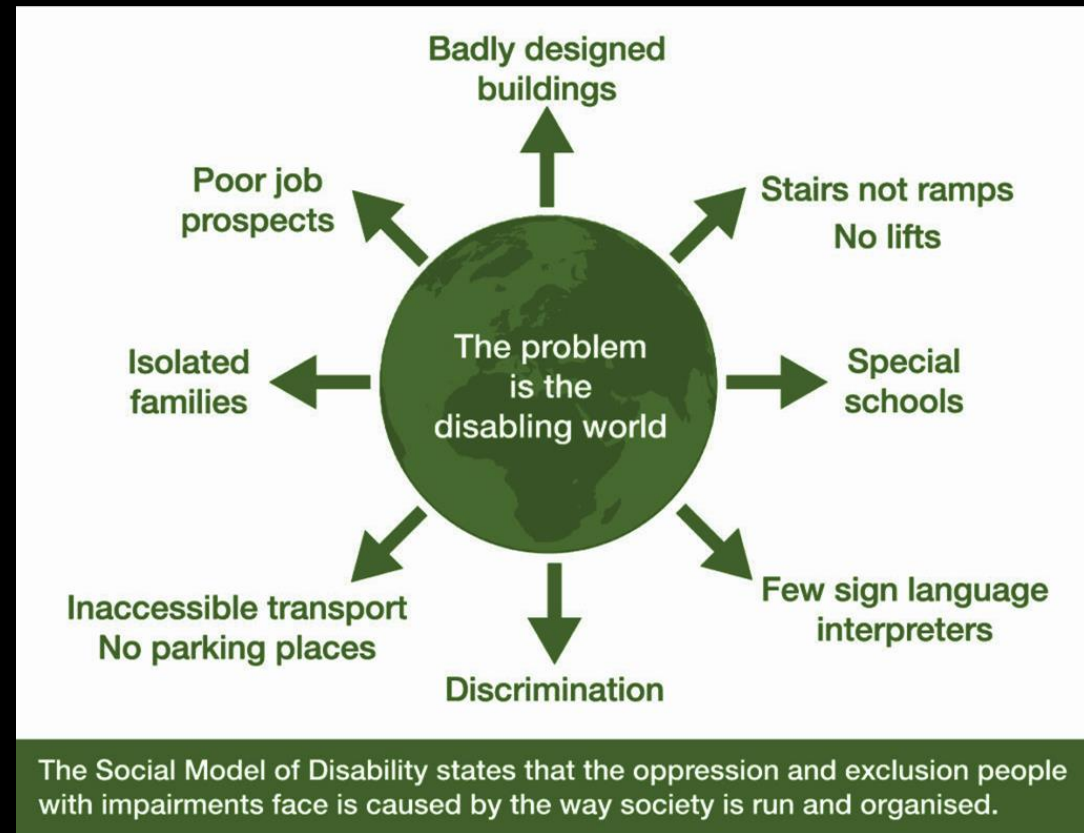 Badly designed
buildings
Poor job
prospects
Stairs not ramps
No lifts
The problem
is the
disabling world
Isolated
families
Special
schools
Inaccessible transport
No parking places
Few sign language
interpreters
Discrimination
The Social Model of Disability states that the oppression and exclusion people
with impairments face is caused by the way society is run and organised.